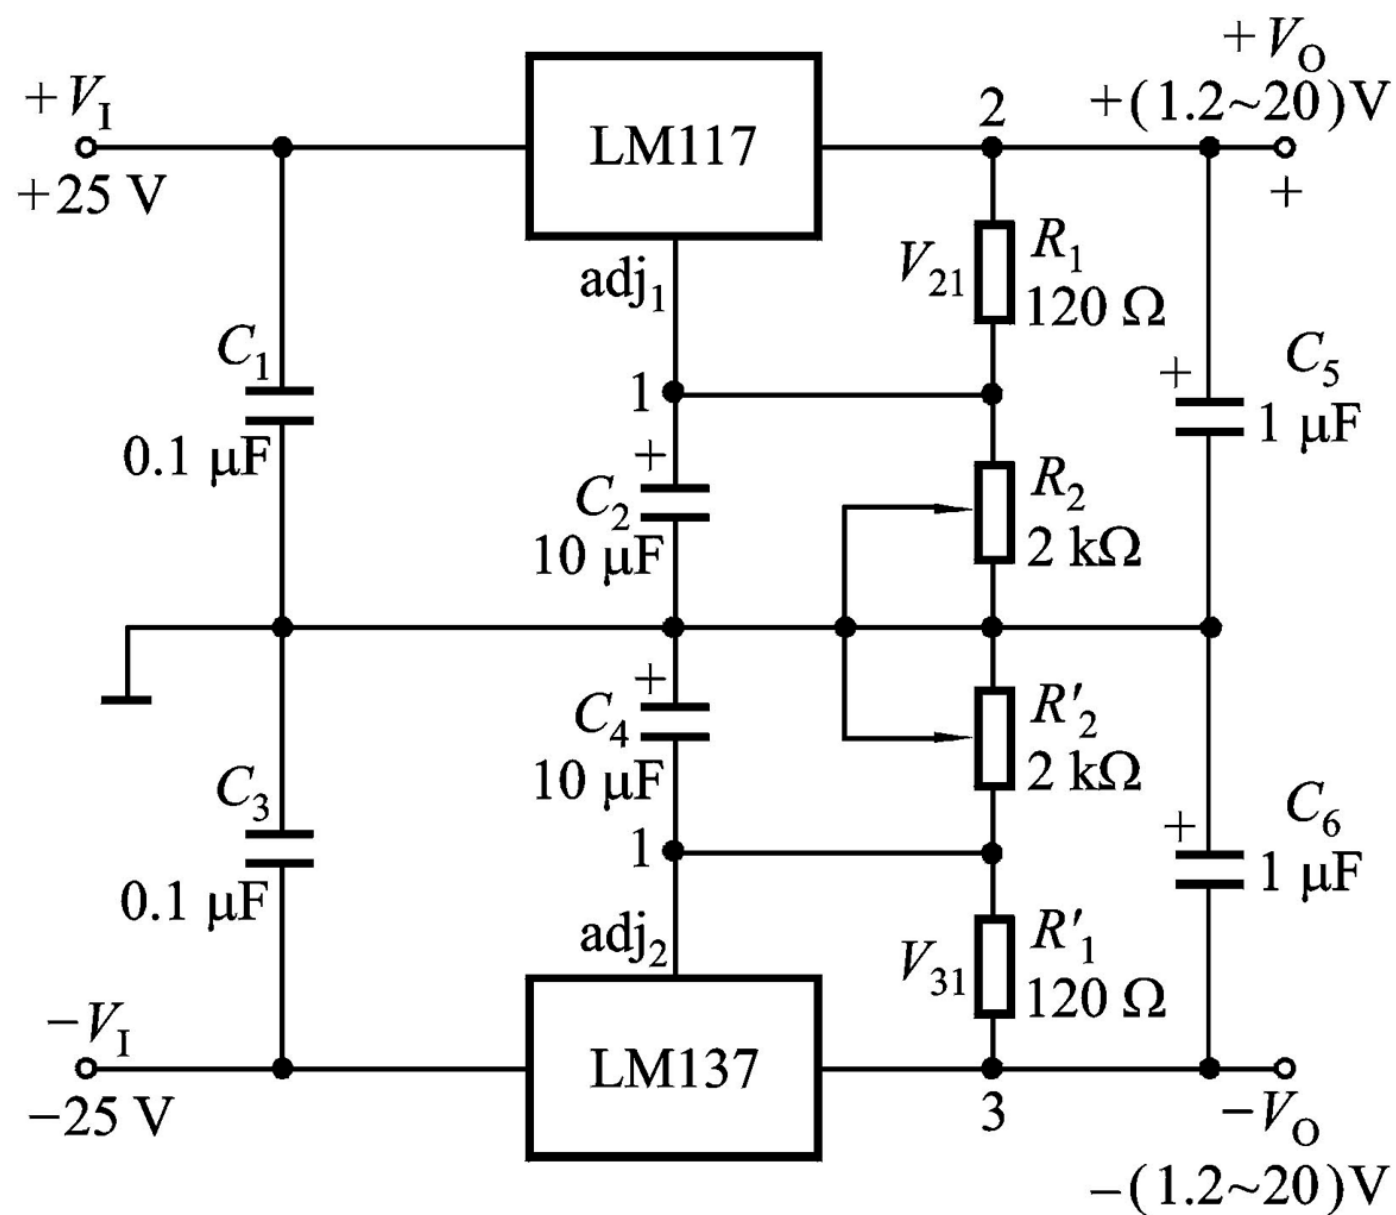 +V_O
+V_I
+(1.2~20)V
LM117
2
+25 V
+
adj_1
V_21
R_1
120 Ω
C_1
0.1 μF
1
+
C_2
10 μF
R_2
2 kΩ
+
C_5
1 μF
+
C_4
10 μF
R'_2
2 kΩ
C_3
0.1 μF
1
+
C_6
1 μF
adj_2
V_31
R'_1
120 Ω
−V_I
−25 V
LM137
3
−V_O
−(1.2~20)V